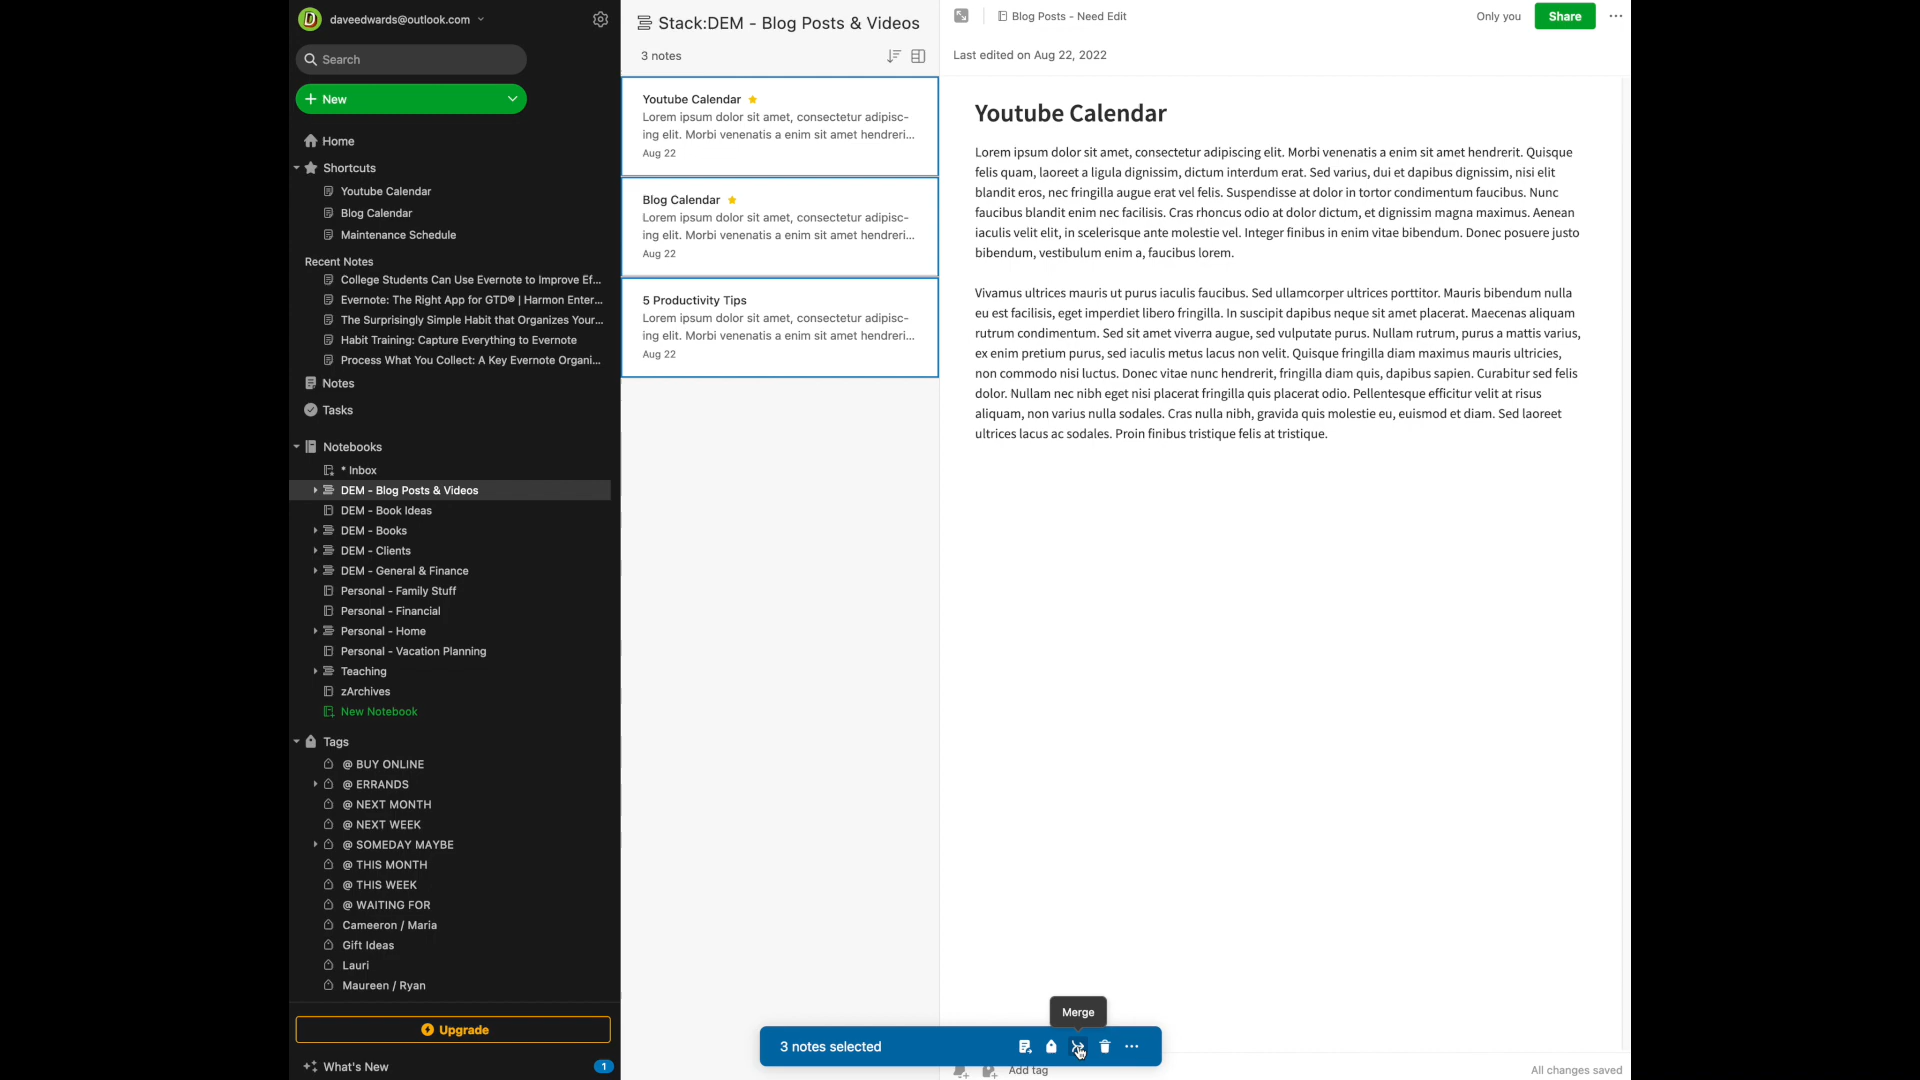 D daveedwards@outlook.com
Search
New
Home
Shortcuts
Youtube Calendar
Blog Calendar
Maintenance Schedule
Recent Notes
College Students Can Use Evernote to Improve Ef...
Evernote: The Right App for GTD® | Harmon Enter...
The Surprisingly Simple Habit that Organizes Your...
Habit Training: Capture Everything to Evernote
Process What You Collect: A Key Evernote Organi...
Notes
Tasks
Notebooks
* Inbox
DEM - Blog Posts & Videos
DEM - Book Ideas
DEM - Books
DEM - Clients
DEM - General & Finance
Personal - Family Stuff
Personal - Financial
Personal - Home
Personal - Vacation Planning
Teaching
zArchives
New Notebook
Tags
@ BUY ONLINE
@ ERRANDS
@ NEXT MONTH
@ NEXT WEEK
@ SOMEDAY MAYBE
@ THIS MONTH
@ THIS WEEK
@ WAITING FOR
Cameeron / Maria
Gift Ideas
Lauri
Maureen / Ryan
Upgrade
What's New 1
Stack:DEM - Blog Posts & Videos
3 notes
Youtube Calendar
Lorem ipsum dolor sit amet, consectetur adipisc-
ing elit. Morbi venenatis a enim sit amet hendreri...
Aug 22
Blog Calendar
Lorem ipsum dolor sit amet, consectetur adipisc-
ing elit. Morbi venenatis a enim sit amet hendreri...
Aug 22
5 Productivity Tips
Lorem ipsum dolor sit amet, consectetur adipisc-
ing elit. Morbi venenatis a enim sit amet hendreri...
Aug 22
Blog Posts - Need Edit
Only you
Share
Last edited on Aug 22, 2022
Youtube Calendar
Lorem ipsum dolor sit amet, consectetur adipiscing elit. Morbi venenatis a enim sit amet hendrerit. Quisque
felis quam, laoreet a ligula dignissim, dictum interdum erat. Sed varius, dui et dapibus dignissim, nisi elit
blandit eros, nec fringilla augue erat vel felis. Suspendisse at dolor in tortor condimentum faucibus. Nunc
faucibus blandit enim nec facilisis. Cras rhoncus odio at dolor dictum, et dignissim magna maximus. Aenean
iaculis velit elit, in scelerisque ante molestie vel. Integer finibus in enim vitae bibendum. Donec posuere justo
bibendum, vestibulum enim a, faucibus lorem.
Vivamus ultrices mauris ut purus iaculis faucibus. Sed ullamcorper ultrices porttitor. Mauris bibendum nulla
eu est facilisis, eget imperdiet libero fringilla. In suscipit dapibus neque sit amet placerat. Maecenas aliquam
rutrum condimentum. Sed sit amet viverra augue, sed vulputate purus. Nullam rutrum, purus a mattis varius,
ex enim pretium purus, sed iaculis metus lacus non velit. Quisque fringilla diam maximus mauris ultricies,
non commodo nisi luctus. Donec vitae nunc hendrerit, fringilla diam quis, dapibus sapien. Curabitur sed felis
dolor. Nullam nec nibh eget nisi placerat fringilla quis placerat odio. Pellentesque efficitur velit at risus
aliquam, non varius nulla sodales. Cras nulla nibh, gravida quis molestie eu, euismod et diam. Sed laoreet
ultrices lacus ac sodales. Proin finibus tristique felis at tristique.
Merge
3 notes selected
Add tag
All changes saved